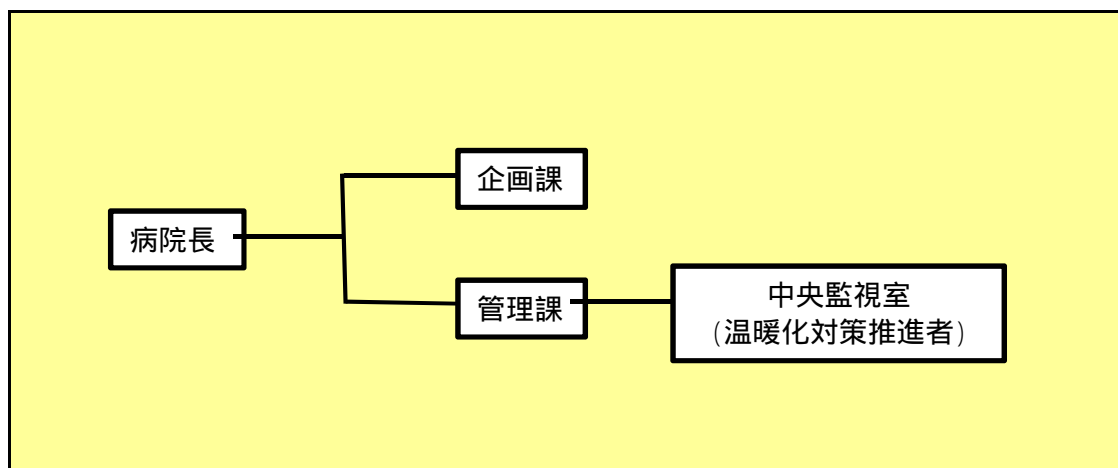 企画課
病院長
管理課
中央監視室
(温暖化対策推進者)